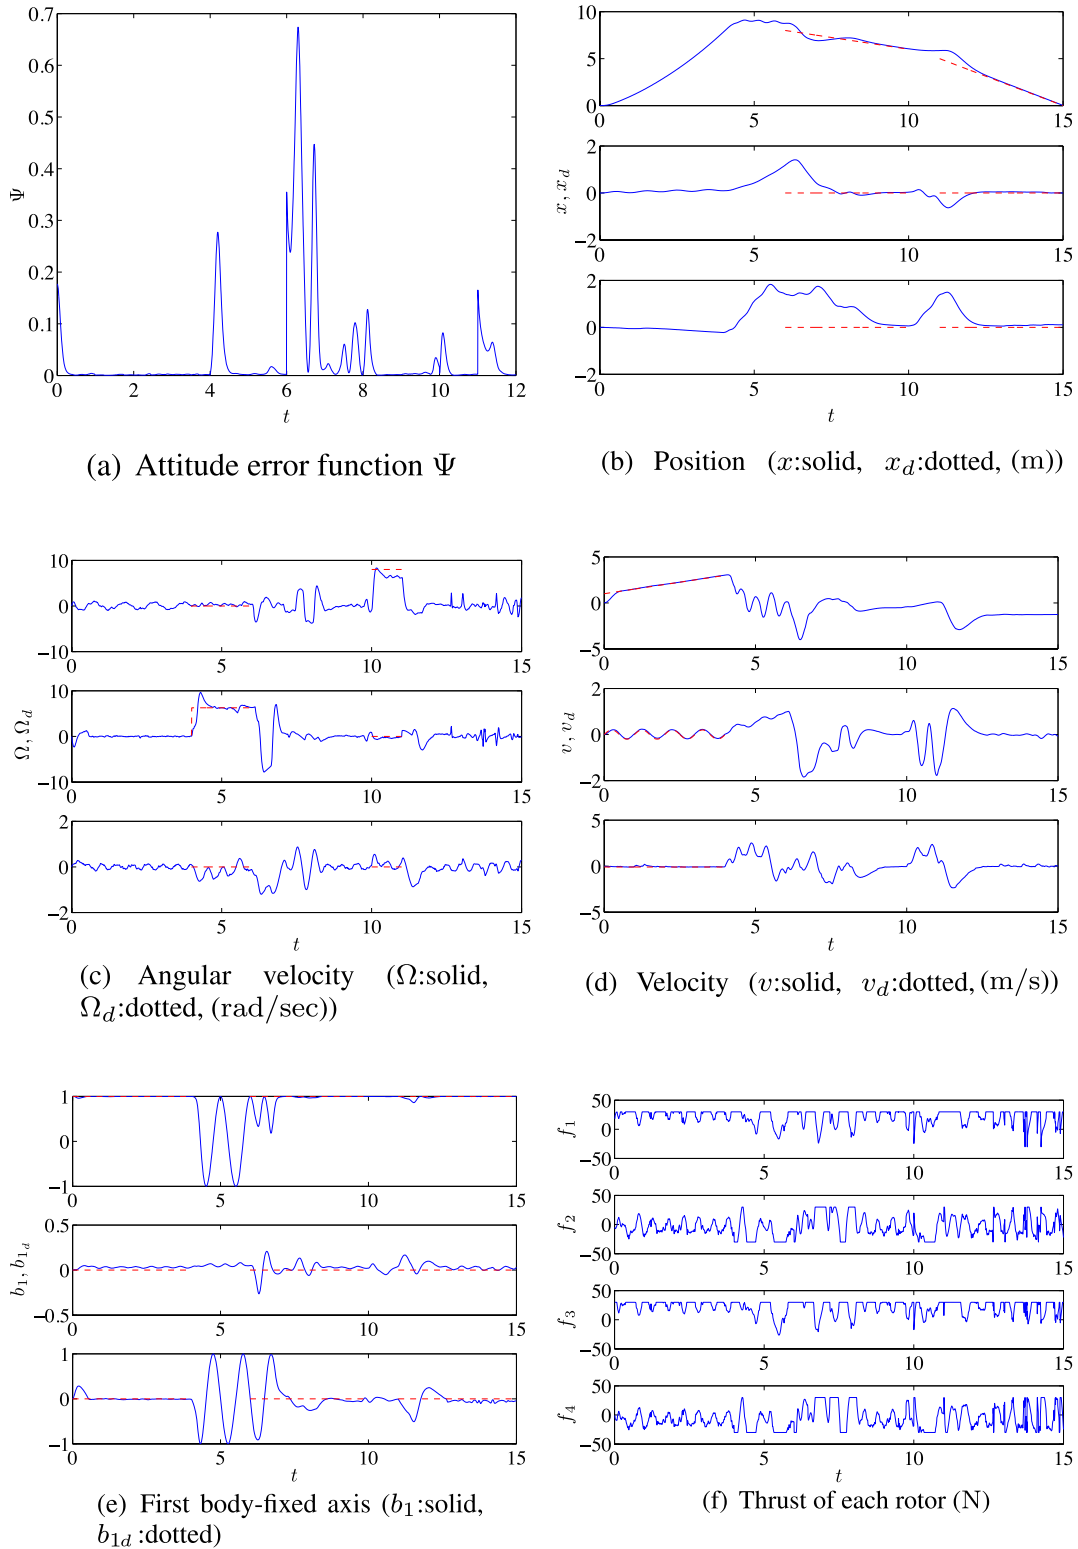 0.7
0.6
0.5
0.4
0.3
0.2
0.1
0
Ψ
0 2 4 6 8 10 12
t
(a) Attitude error function Ψ
10
5
0
0 5 10 15
2
0
−2
0 5 10 15
x, x_d
2
0
−2
0 5 10 15
t
(b) Position (x:solid, x_d:dotted, (m))
10
0
−10
0 5 10 15
10
0
−10
0 5 10 15
Ω, Ω_d
2
0
−2
0 5 10 15
t
(c) Angular velocity (Ω:solid,
Ω_d:dotted, (rad/sec))
5
0
−5
0 5 10 15
2
0
−2
0 5 10 15
v, v_d
5
0
−5
0 5 10 15
t
(d) Velocity (v:solid, v_d:dotted, (m/s))
1
0
−1
0 5 10 15
0.5
0
−0.5
0 5 10 15
b_1, b_{1_d}
1
0
−1
0 5 10 15
t
(e) First body-fixed axis (b_1:solid,
b_{1d}:dotted)
50
0
−50
0 5 10 15
f_1
50
0
−50
0 5 10 15
f_2
50
0
−50
0 5 10 15
f_3
50
0
−50
0 5 10 15
f_4
t
(f) Thrust of each rotor (N)